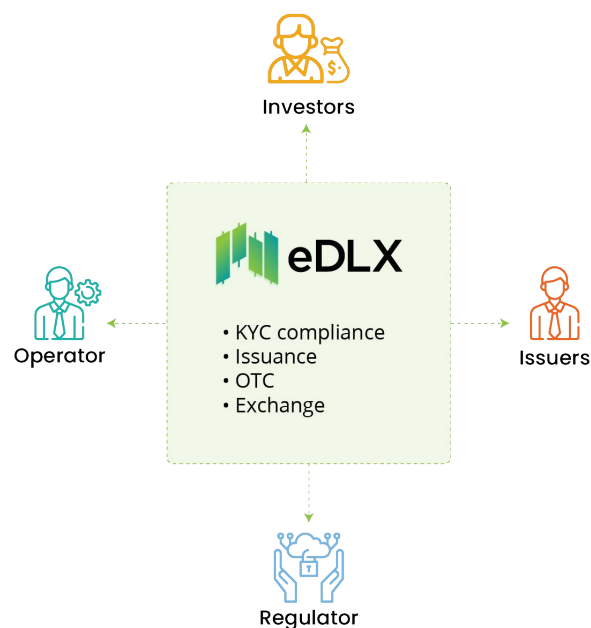 Investors
eDLX
• KYC compliance
• Issuance
• OTC
• Exchange
Operator
Issuers
Regulator